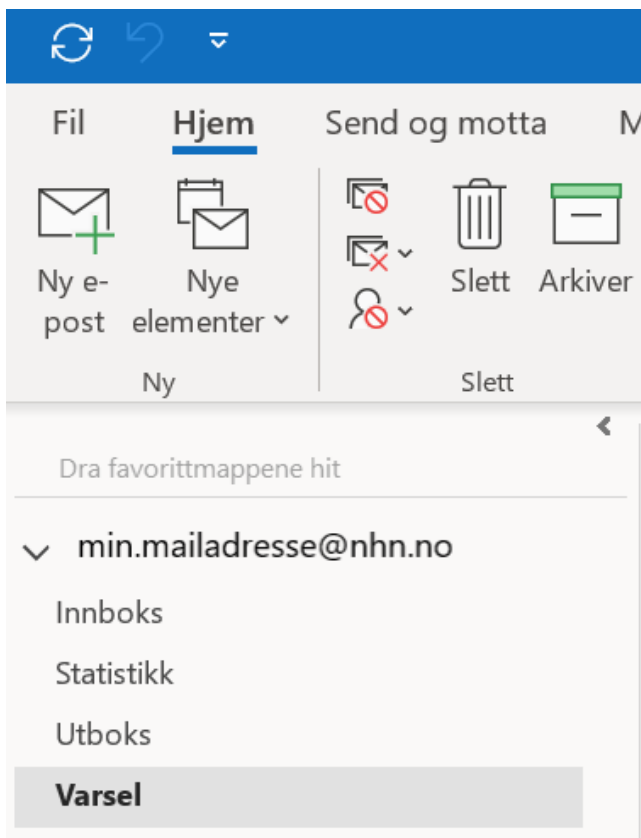 Fil Hjem Send og motta M
Ny e-
post
Nye
elementer
Slett Arkiver
Ny Slett
Dra favorittmappene hit
min.mailadresse@nhn.no
Innboks
Statistikk
Utboks
Varsel